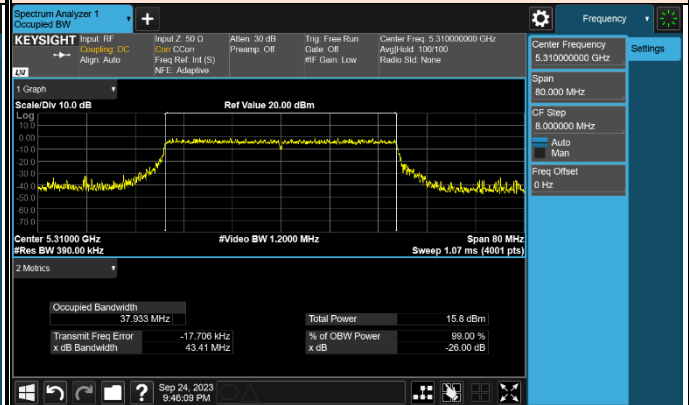 Spectrum Analyzer 1
Occupied BW
Frequency
KEYSIGHT Input: RF
Coupling: DC
Align: Auto
Input Z: 50 Ω
Corr CCorr
Freq Ref: Int (S)
NFE: Adaptive
Atten: 30 dB
Preamp: Off
Trig: Free Run
Gate: Off
#IF Gain: Low
Center Freq: 5.310000000 GHz
Avg|Hold: 100/100
Radio Std: None
LXI
Center Frequency
5.310000000 GHz
Settings
Span
80.000 MHz
CF Step
8.000000 MHz
Auto
Man
Freq Offset
0 Hz
1 Graph
Scale/Div 10.0 dB
Ref Value 20.00 dBm
Log
10.0
0.00
-10.0
-20.0
-30.0
-40.0
-50.0
-60.0
-70.0
Center 5.31000 GHz
#Video BW 1.2000 MHz
Span 80 MHz
#Res BW 390.00 kHz
Sweep 1.07 ms (4001 pts)
2 Metrics
Occupied Bandwidth
37.933 MHz
Total Power 15.8 dBm
Transmit Freq Error -17.706 kHz
% of OBW Power 99.00 %
x dB Bandwidth 43.41 MHz
x dB -26.00 dB
Sep 24, 2023
9:46:09 PM